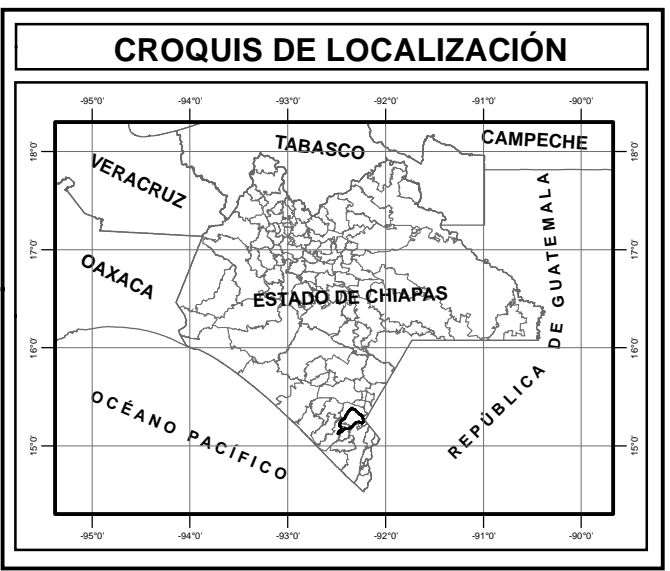 CROQUIS DE LOCALIZACIÓN
-95°0' -94°0' -93°0' -92°0' -91°0' -90°0'
18°0' 18°0'
TABASCO
CAMPECHE
VERACRUZ
17°0' 17°0'
OAXACA
ESTADO DE CHIAPAS
REPÚBLICA DE GUATEMALA
16°0' 16°0'
OCÉANO PACÍFICO
15°0' 15°0'
-95°0' -94°0' -93°0' -92°0' -91°0' -90°0'